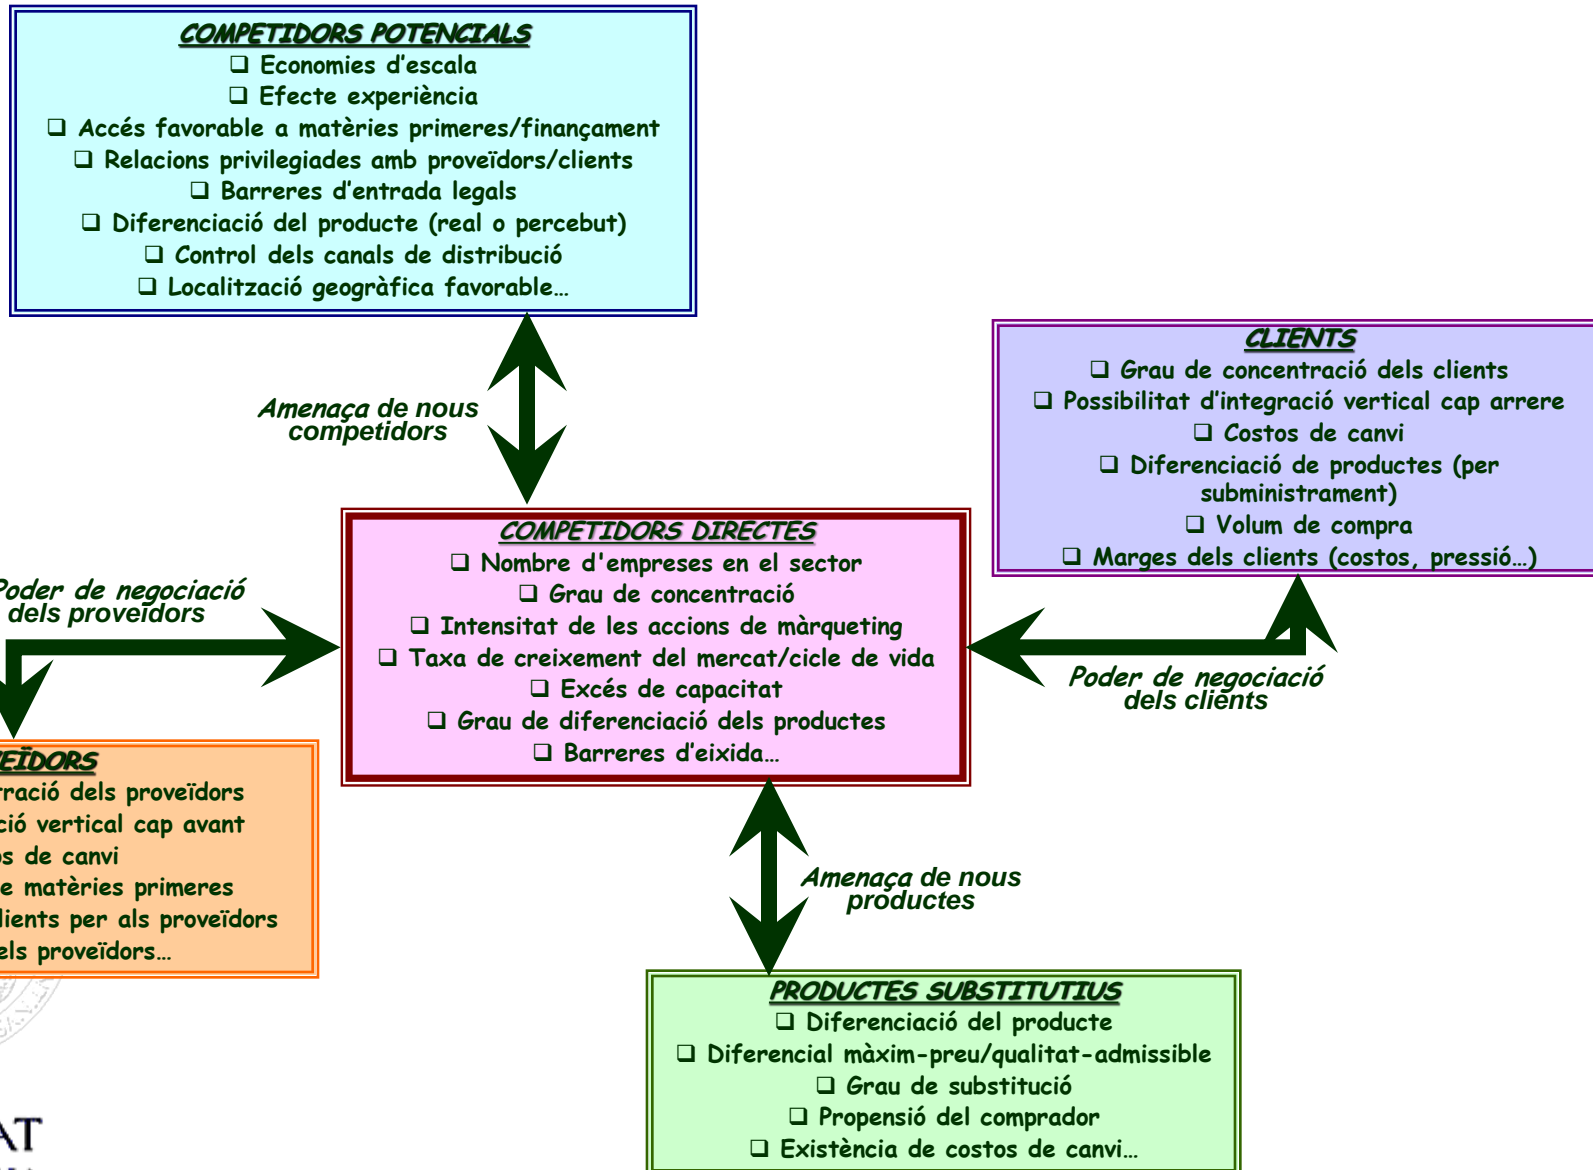 COMPETIDORS POTENCIALS
❑ Economies d'escala
❑ Efecte experiència
❑ Accés favorable a matèries primeres/finançament
❑ Relacions privilegiades amb proveïdors/clients
❑ Barreres d'entrada legals
❑ Diferenciació del producte (real o percebut)
❑ Control dels canals de distribució
❑ Localització geogràfica favorable…
Amenaça de nous
competidors
CLIENTS
❑ Grau de concentració dels clients
❑ Possibilitat d'integració vertical cap arrere
❑ Costos de canvi
❑ Diferenciació de productes (per
subministrament)
❑ Volum de compra
❑ Marges dels clients (costos, pressió…)
Poder de negociació
dels clients
COMPETIDORS DIRECTES
❑ Nombre d'empreses en el sector
❑ Grau de concentració
❑ Intensitat de les accions de màrqueting
❑ Taxa de creixement del mercat/cicle de vida
❑ Excés de capacitat
❑ Grau de diferenciació dels productes
❑ Barreres d'eixida…
Poder de negociació
dels proveïdors
EÏDORS
tració dels proveïdors
ció vertical cap avant
os de canvi
e matèries primeres
lients per als proveïdors
els proveïdors…
Amenaça de nous
productes
PRODUCTES SUBSTITUTIUS
❑ Diferenciació del producte
❑ Diferencial màxim-preu/qualitat-admissible
❑ Grau de substitució
❑ Propensió del comprador
❑ Existència de costos de canvi…
AT